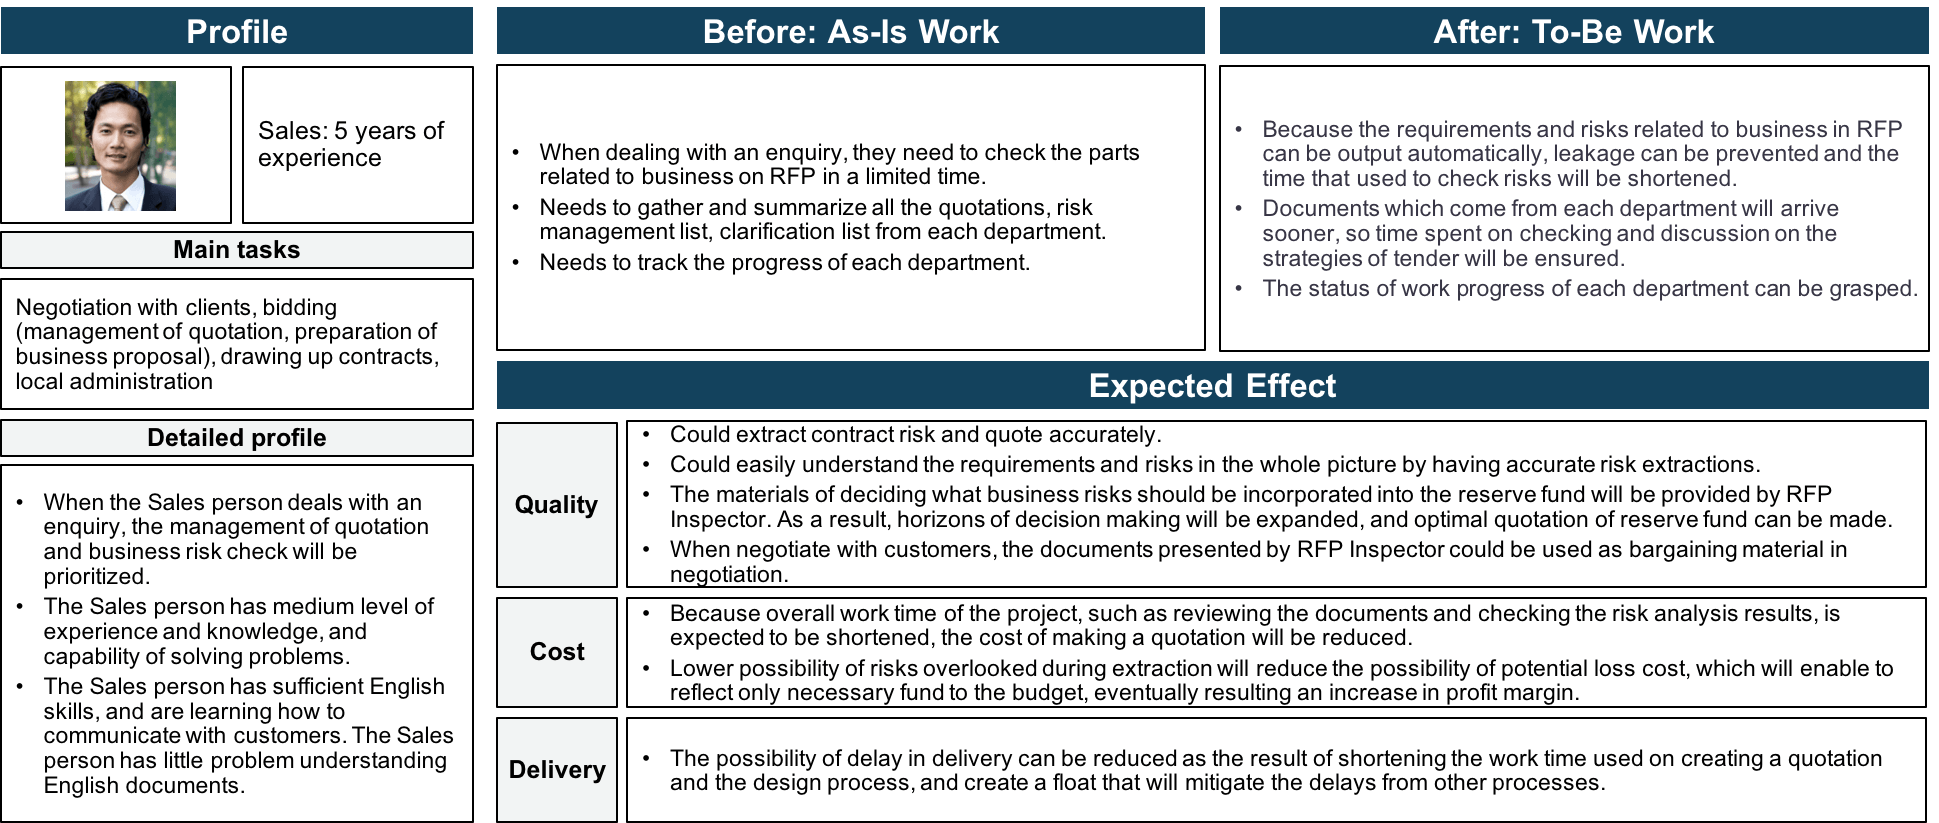 Profile
Sales: 5 years of
experience
Main tasks
Negotiation with clients, bidding
(management of quotation, preparation of
business proposal), drawing up contracts,
local administration
Detailed profile
• When the Sales person deals with an
enquiry, the management of quotation
and business risk check will be
prioritized.
• The Sales person has medium level of
experience and knowledge, and
capability of solving problems.
• The Sales person has sufficient English
skills, and are learning how to
communicate with customers. The Sales
person has little problem understanding
English documents.
Before: As-Is Work
• When dealing with an enquiry, they need to check the parts
related to business on RFP in a limited time.
• Needs to gather and summarize all the quotations, risk
management list, clarification list from each department.
• Needs to track the progress of each department.
After: To-Be Work
• Because the requirements and risks related to business in RFP
can be output automatically, leakage can be prevented and the
time that used to check risks will be shortened.
• Documents which come from each department will arrive
sooner, so time spent on checking and discussion on the
strategies of tender will be ensured.
• The status of work progress of each department can be grasped.
Expected Effect
Quality
• Could extract contract risk and quote accurately.
• Could easily understand the requirements and risks in the whole picture by having accurate risk extractions.
• The materials of deciding what business risks should be incorporated into the reserve fund will be provided by RFP
Inspector. As a result, horizons of decision making will be expanded, and optimal quotation of reserve fund can be made.
• When negotiate with customers, the documents presented by RFP Inspector could be used as bargaining material in
negotiation.
Cost
• Because overall work time of the project, such as reviewing the documents and checking the risk analysis results, is
expected to be shortened, the cost of making a quotation will be reduced.
• Lower possibility of risks overlooked during extraction will reduce the possibility of potential loss cost, which will enable to
reflect only necessary fund to the budget, eventually resulting an increase in profit margin.
Delivery
• The possibility of delay in delivery can be reduced as the result of shortening the work time used on creating a quotation
and the design process, and create a float that will mitigate the delays from other processes.